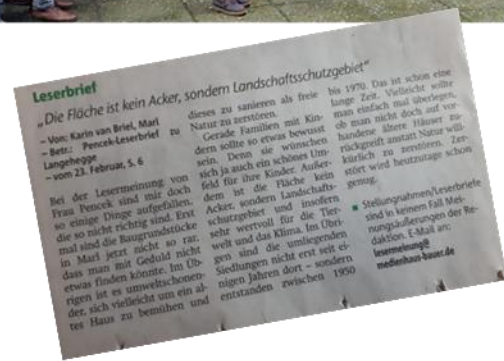 Leserbrief
„Die Fläche ist kein Acker, sondern Landschaftsschutzgebiet"
– Von: Karin van Briel, Marl
– Betr.: Pencek-Leserbrief zu
Langehegge
– vom 23. Februar, S. 6
Bei der Lesermeinung von
Frau Pencek sind mir doch
so einige Dinge aufgefallen,
die so nicht richtig sind. Erst
mal sind die Baugrundstücke
in Marl jetzt nicht so rar,
dass man mit Geduld nicht
etwas finden könnte. Im Üb-
rigen ist es umweltschonen-
der, sich vielleicht um ein al-
tes Haus zu bemühen und
dieses zu sanieren als freie
Natur zu zerstören.
Gerade Familien mit Kin-
dern sollte so etwas bewusst
sein. Denn sie wünschen
sich ja auch ein schönes Um-
feld für ihre Kinder. Außer-
dem ist die Fläche kein
Acker, sondern Landschafts-
schutzgebiet und insofern
sehr wertvoll für die Tier-
welt und das Klima. Im Übri-
gen sind die umliegenden
Siedlungen nicht erst seit ei-
nigen Jahren dort – sondern
entstanden zwischen 1950
bis 1970. Das ist schon eine
lange Zeit. Vielleicht sollte
man einfach mal überlegen,
ob man nicht doch auf vor-
handene ältere Häuser zu-
rückgreift anstatt Natur will-
kürlich zu zerstören. Zer-
stört wird heutzutage schon
genug.
Stellungnahmen/Leserbriefe
sind in keinem Fall Mei-
nungsäußerungen der Re-
daktion. E-Mail an:
lesermeinung@
medienhaus-bauer.de